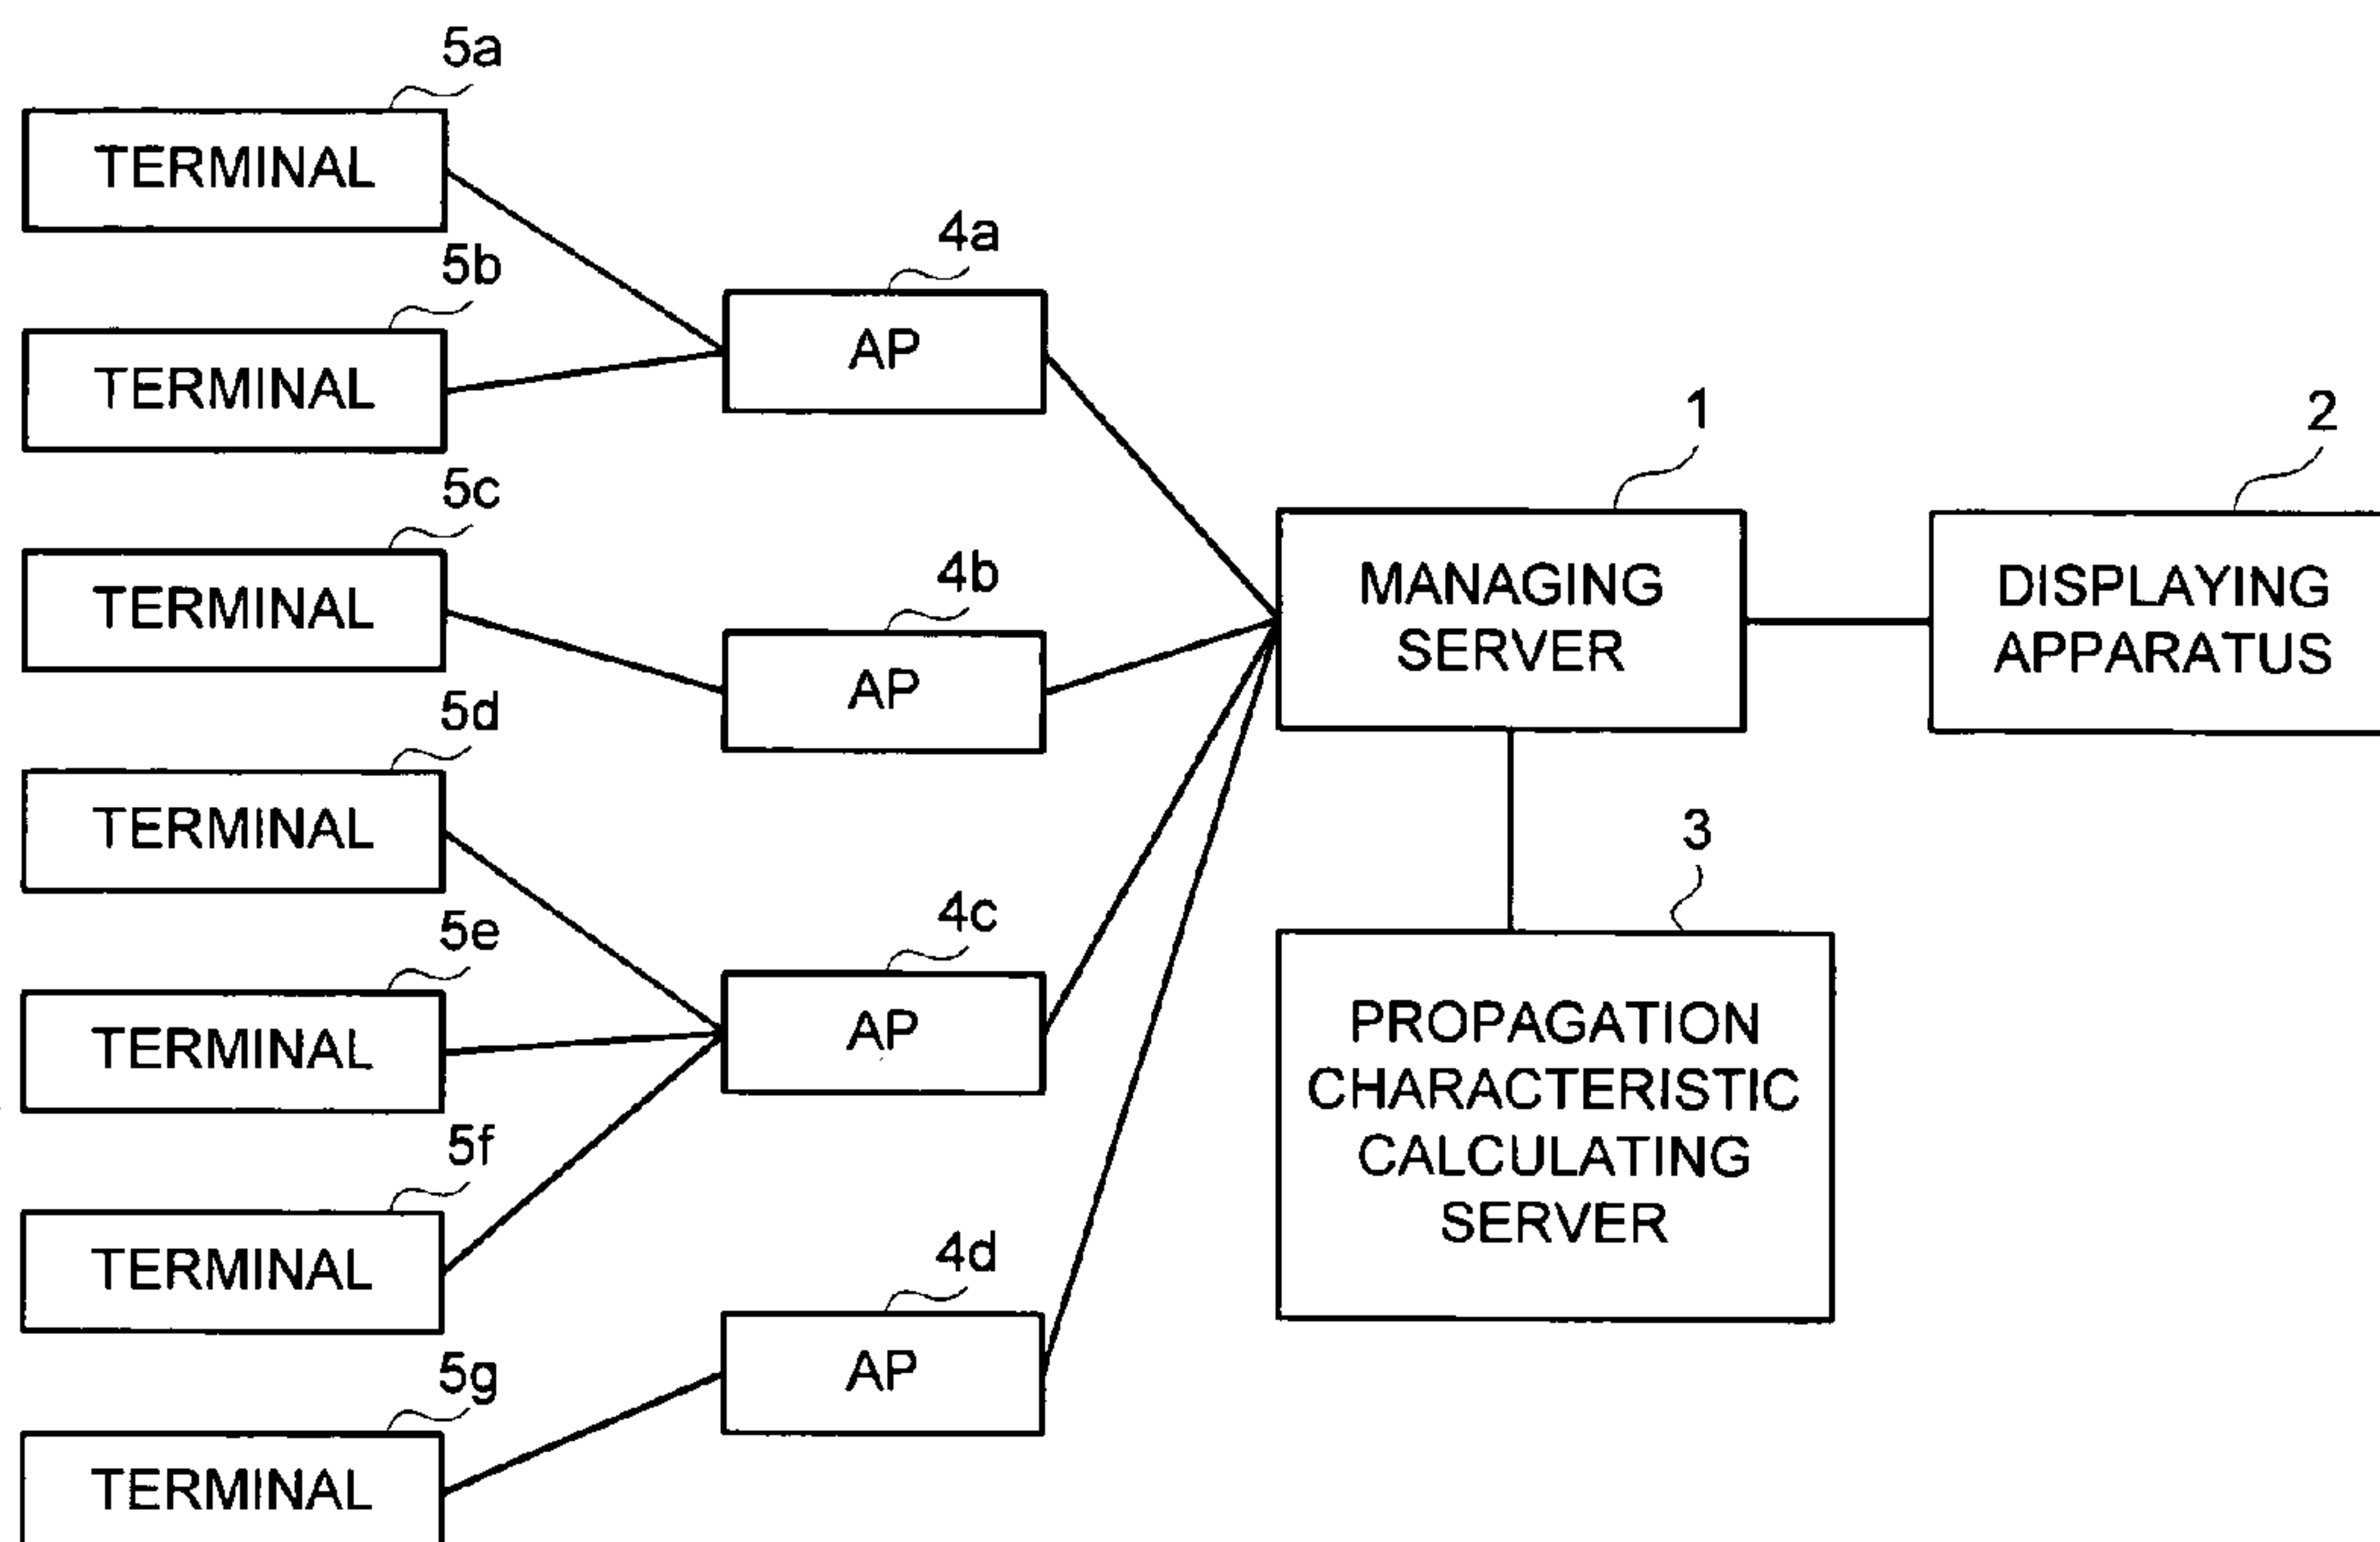 5a
TERMINAL
5b
TERMINAL
5c
TERMINAL
5d
TERMINAL
5e
TERMINAL
5f
TERMINAL
5g
TERMINAL
4a
AP
4b
AP
4c
AP
4d
AP
1
MANAGING
SERVER
2
DISPLAYING
APPARATUS
3
PROPAGATION
CHARACTERISTIC
CALCULATING
SERVER